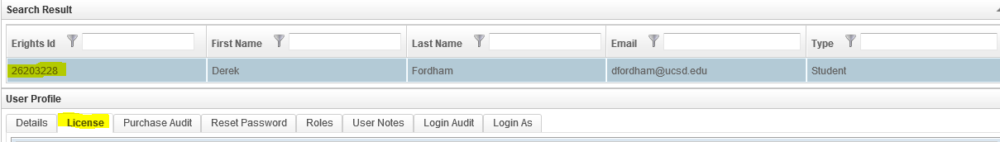 Search Result
Erights Id First Name Last Name Email Type
26203228 Derek Fordham dfordham@ucsd.edu Student
User Profile
Details License Purchase Audit Reset Password Roles User Notes Login Audit Login As